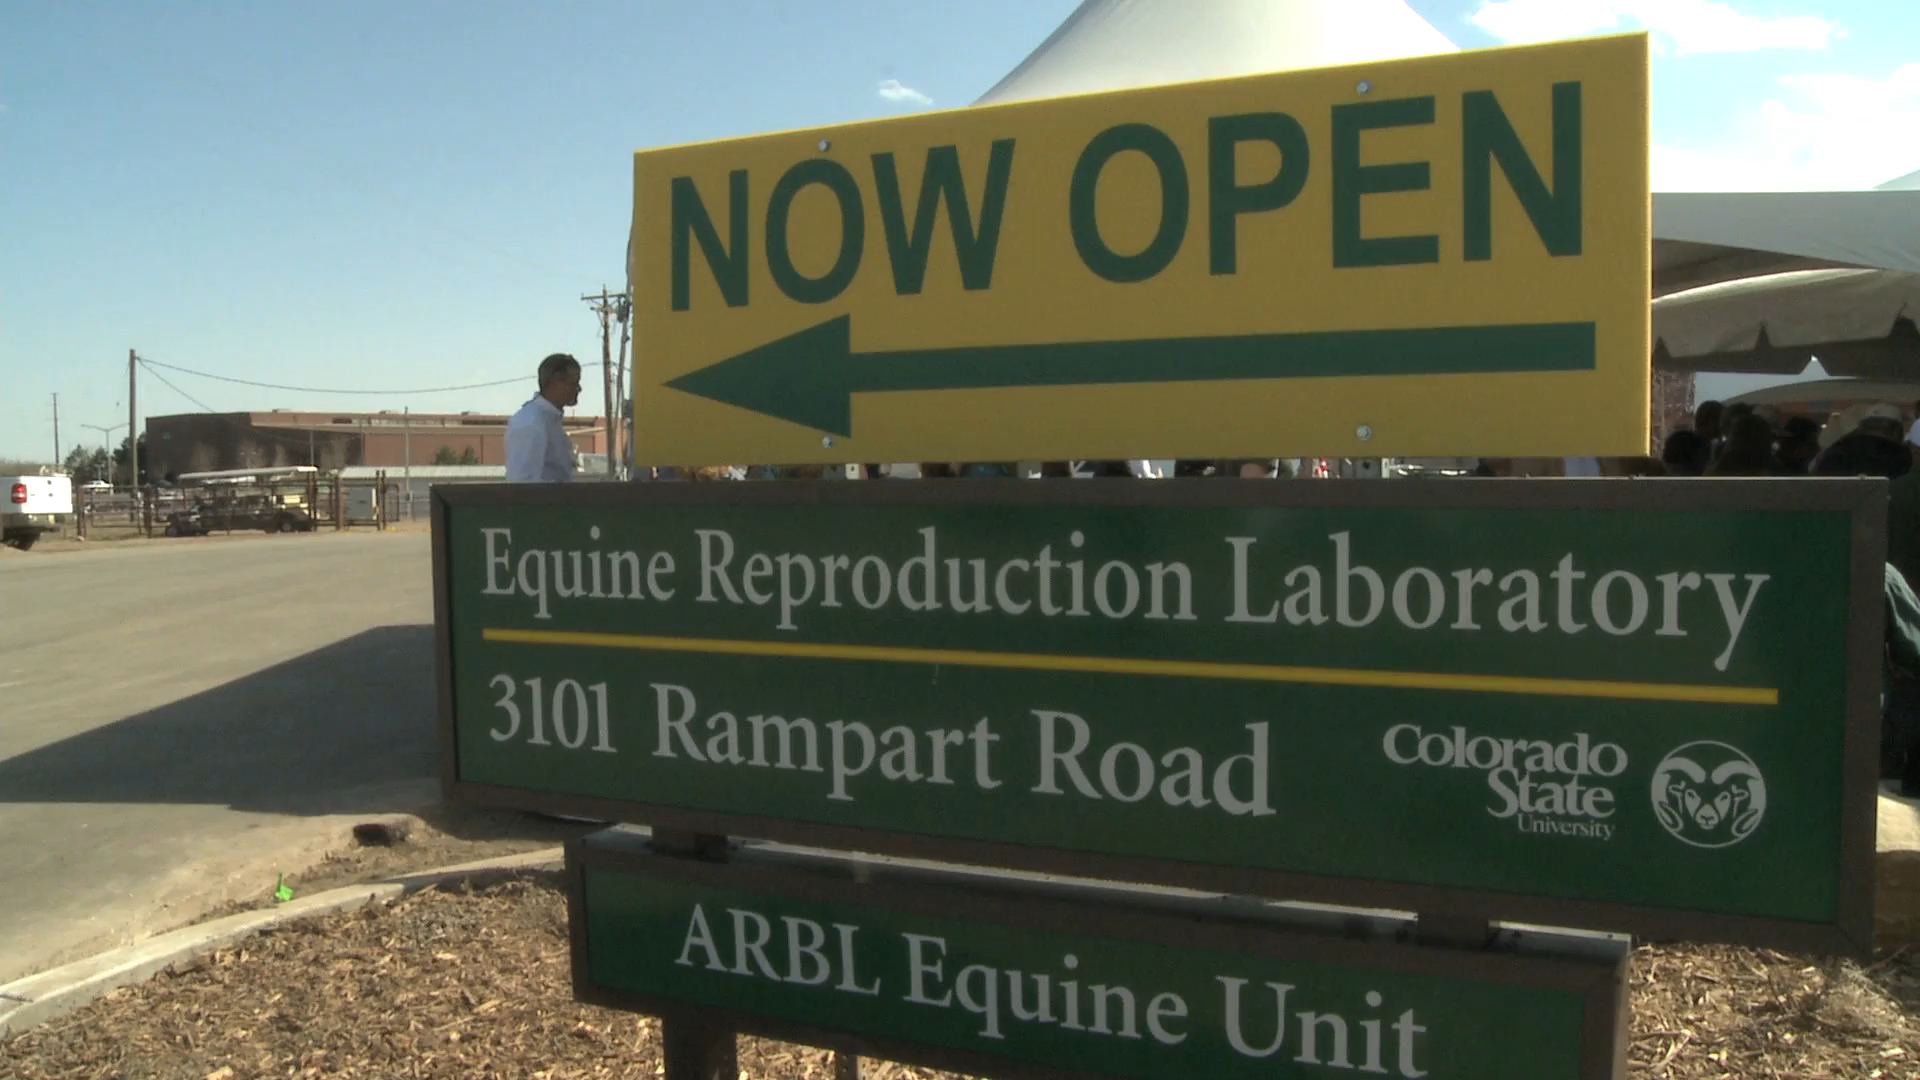 NOW OPEN
Equine Reproduction Laboratory
3101 Rampart Road
Colorado
State
University
ARBL Equine Unit